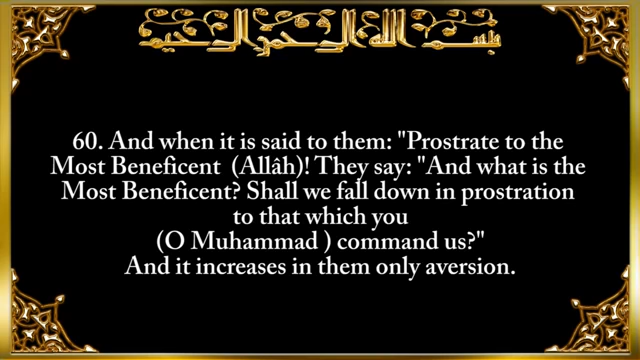 بسم الله الرحمن الرحيم
60. And when it is said to them: "Prostrate to the
Most Beneficent (Allâh)! They say: "And what is the
Most Beneficent? Shall we fall down in prostration
to that which you
(O Muhammad ) command us?"
And it increases in them only aversion.